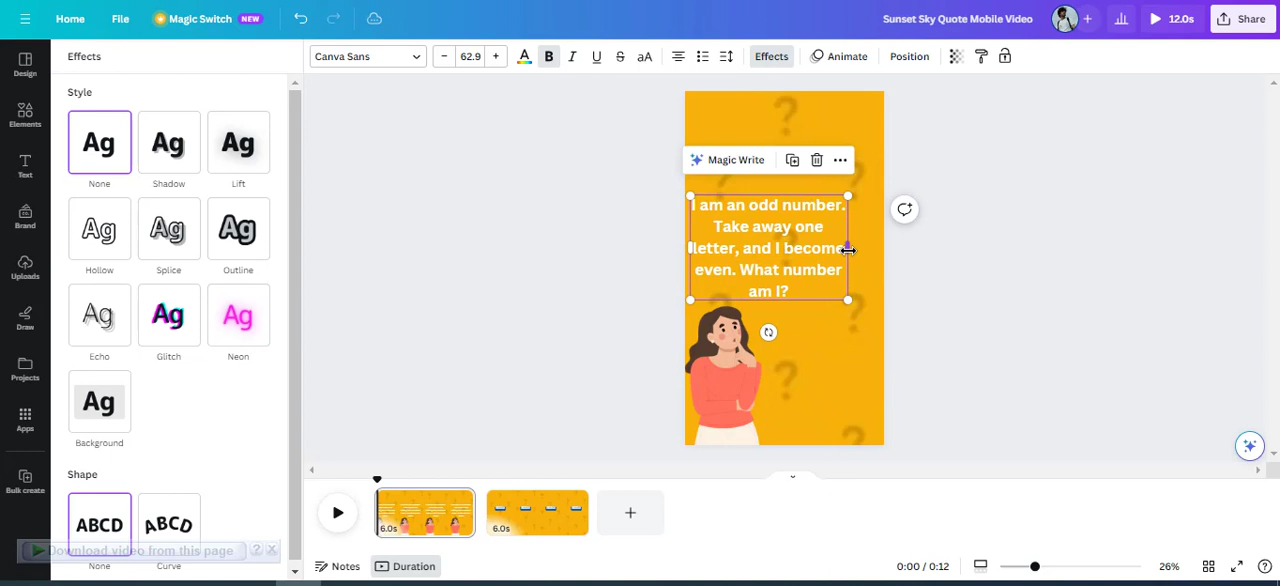 Home File Magic Switch NEW Sunset Sky Quote Mobile Video + 12.0s Share
Design
Elements
Text
Brand
Uploads
Draw
Projects
Apps
Bulk create
Effects
Style
Ag Ag Ag
None Shadow Lift
Ag Ag Ag
Hollow Splice Outline
Ag Ag Ag
Echo Glitch Neon
Ag
Background
Shape
ABCD ABCD
None Curve
Download video from this page ? X
Canva Sans – 62.9 + A B I U S aA Effects Animate Position
?
Magic Write
I am an odd number.
Take away one
letter, and I become
even. What number
am I?
?
?
?
6.0s 6.0s +
Notes Duration 0:00 / 0:12 26% ?